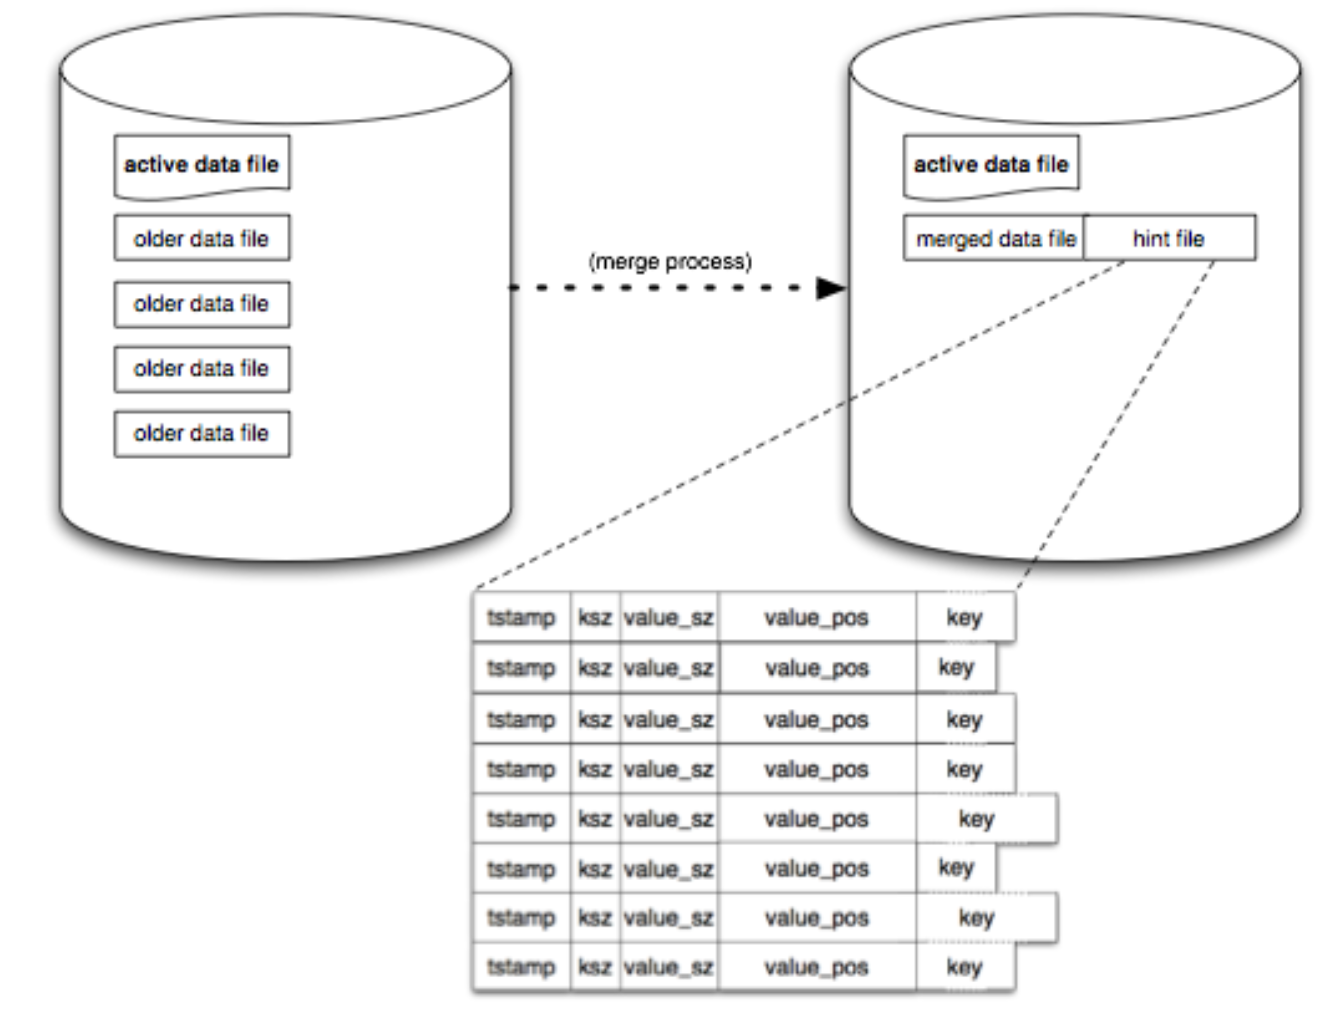 active data file
older data file
older data file
older data file
older data file
(merge process)
active data file
merged data file hint file
tstamp ksz value_sz value_pos key
tstamp ksz value_sz value_pos key
tstamp ksz value_sz value_pos key
tstamp ksz value_sz value_pos key
tstamp ksz value_sz value_pos key
tstamp ksz value_sz value_pos key
tstamp ksz value_sz value_pos key
tstamp ksz value_sz value_pos key